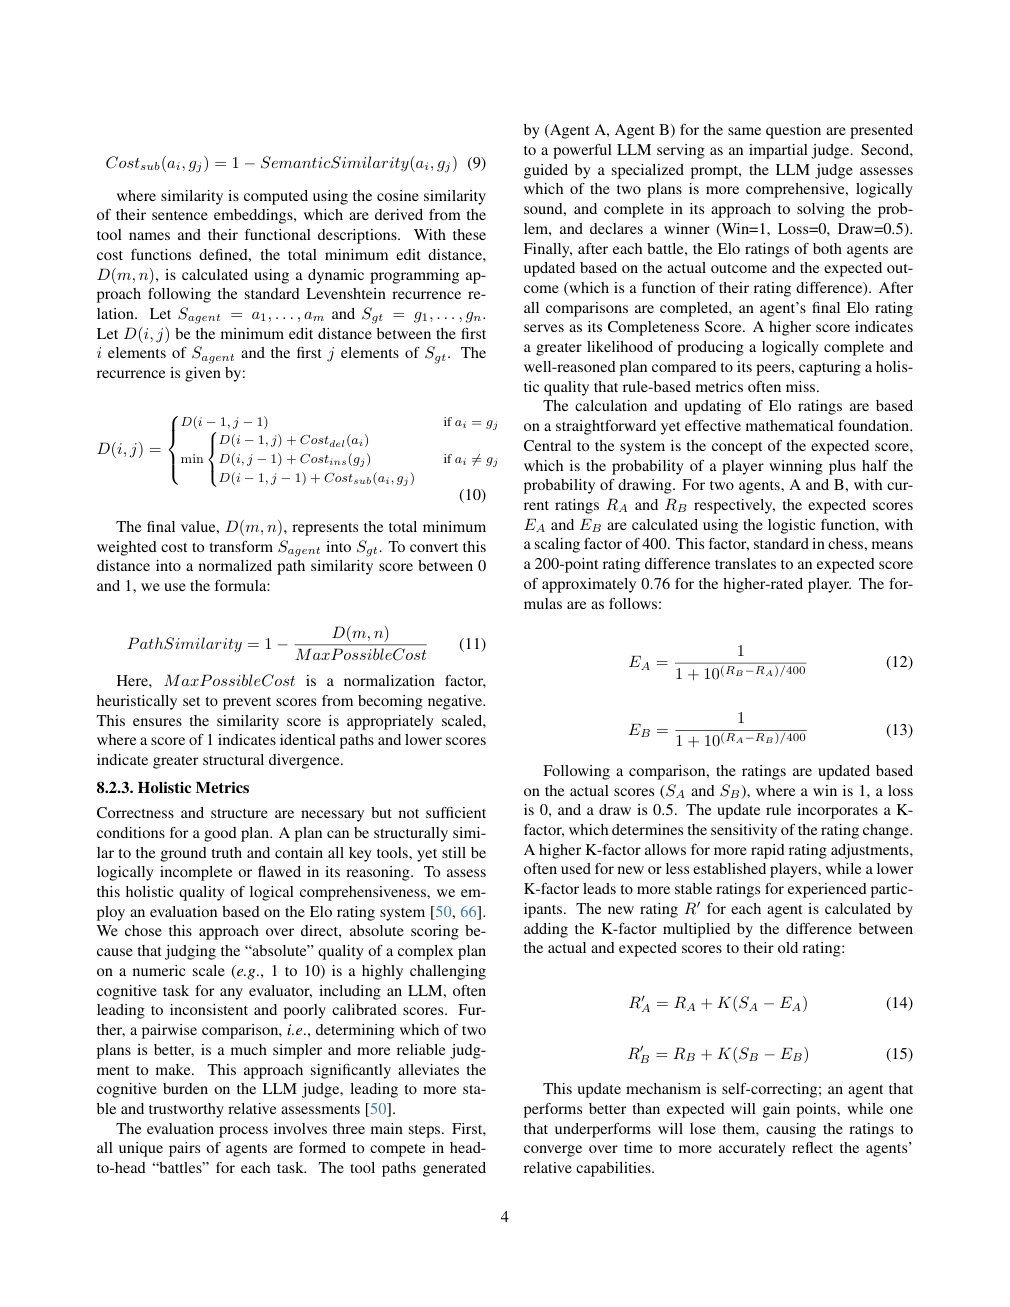 Cost_sub(a_i, g_j) = 1 − SemanticSimilarity(a_i, g_j) (9)
where similarity is computed using the cosine similarity
of their sentence embeddings, which are derived from the
tool names and their functional descriptions. With these
cost functions defined, the total minimum edit distance,
D(m, n), is calculated using a dynamic programming ap-
proach following the standard Levenshtein recurrence re-
lation. Let S_agent = a_1, . . . , a_m and S_gt = g_1, . . . , g_n.
Let D(i, j) be the minimum edit distance between the first
i elements of S_agent and the first j elements of S_gt. The
recurrence is given by:
D(i, j) = { D(i − 1, j − 1) if a_i = g_j
min { D(i − 1, j) + Cost_del(a_i)
D(i, j − 1) + Cost_ins(g_j) if a_i ≠ g_j
D(i − 1, j − 1) + Cost_sub(a_i, g_j)
(10)
The final value, D(m, n), represents the total minimum
weighted cost to transform S_agent into S_gt. To convert this
distance into a normalized path similarity score between 0
and 1, we use the formula:
PathSimilarity = 1 − D(m, n) / MaxPossibleCost (11)
Here, MaxPossibleCost is a normalization factor,
heuristically set to prevent scores from becoming negative.
This ensures the similarity score is appropriately scaled,
where a score of 1 indicates identical paths and lower scores
indicate greater structural divergence.
8.2.3. Holistic Metrics
Correctness and structure are necessary but not sufficient
conditions for a good plan. A plan can be structurally simi-
lar to the ground truth and contain all key tools, yet still be
logically incomplete or flawed in its reasoning. To assess
this holistic quality of logical comprehensiveness, we em-
ploy an evaluation based on the Elo rating system [50, 66].
We chose this approach over direct, absolute scoring be-
cause that judging the “absolute” quality of a complex plan
on a numeric scale (e.g., 1 to 10) is a highly challenging
cognitive task for any evaluator, including an LLM, often
leading to inconsistent and poorly calibrated scores. Fur-
ther, a pairwise comparison, i.e., determining which of two
plans is better, is a much simpler and more reliable judg-
ment to make. This approach significantly alleviates the
cognitive burden on the LLM judge, leading to more sta-
ble and trustworthy relative assessments [50].
The evaluation process involves three main steps. First,
all unique pairs of agents are formed to compete in head-
to-head “battles” for each task. The tool paths generated
by (Agent A, Agent B) for the same question are presented
to a powerful LLM serving as an impartial judge. Second,
guided by a specialized prompt, the LLM judge assesses
which of the two plans is more comprehensive, logically
sound, and complete in its approach to solving the prob-
lem, and declares a winner (Win=1, Loss=0, Draw=0.5).
Finally, after each battle, the Elo ratings of both agents are
updated based on the actual outcome and the expected out-
come (which is a function of their rating difference). After
all comparisons are completed, an agent’s final Elo rating
serves as its Completeness Score. A higher score indicates
a greater likelihood of producing a logically complete and
well-reasoned plan compared to its peers, capturing a holis-
tic quality that rule-based metrics often miss.
The calculation and updating of Elo ratings are based
on a straightforward yet effective mathematical foundation.
Central to the system is the concept of the expected score,
which is the probability of a player winning plus half the
probability of drawing. For two agents, A and B, with cur-
rent ratings R_A and R_B respectively, the expected scores
E_A and E_B are calculated using the logistic function, with
a scaling factor of 400. This factor, standard in chess, means
a 200-point rating difference translates to an expected score
of approximately 0.76 for the higher-rated player. The for-
mulas are as follows:
E_A = 1 / (1 + 10^{(R_B−R_A)/400}) (12)
E_B = 1 / (1 + 10^{(R_A−R_B)/400}) (13)
Following a comparison, the ratings are updated based
on the actual scores (S_A and S_B), where a win is 1, a loss
is 0, and a draw is 0.5. The update rule incorporates a K-
factor, which determines the sensitivity of the rating change.
A higher K-factor allows for more rapid rating adjustments,
often used for new or less established players, while a lower
K-factor leads to more stable ratings for experienced partic-
ipants. The new rating R′ for each agent is calculated by
adding the K-factor multiplied by the difference between
the actual and expected scores to their old rating:
R′_A = R_A + K(S_A − E_A) (14)
R′_B = R_B + K(S_B − E_B) (15)
This update mechanism is self-correcting; an agent that
performs better than expected will gain points, while one
that underperforms will lose them, causing the ratings to
converge over time to more accurately reflect the agents’
relative capabilities.
4